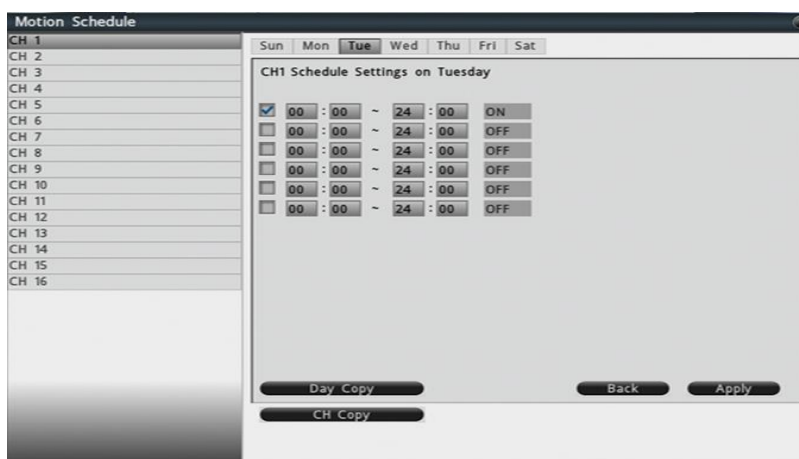 Motion Schedule
CH 1
CH 2
CH 3
CH 4
CH 5
CH 6
CH 7
CH 8
CH 9
CH 10
CH 11
CH 12
CH 13
CH 14
CH 15
CH 16
Sun Mon Tue Wed Thu Fri Sat
CH1 Schedule Settings on Tuesday
00 : 00 ~ 24 : 00 ON
00 : 00 ~ 24 : 00 OFF
00 : 00 ~ 24 : 00 OFF
00 : 00 ~ 24 : 00 OFF
00 : 00 ~ 24 : 00 OFF
00 : 00 ~ 24 : 00 OFF
Day Copy Back Apply
CH Copy